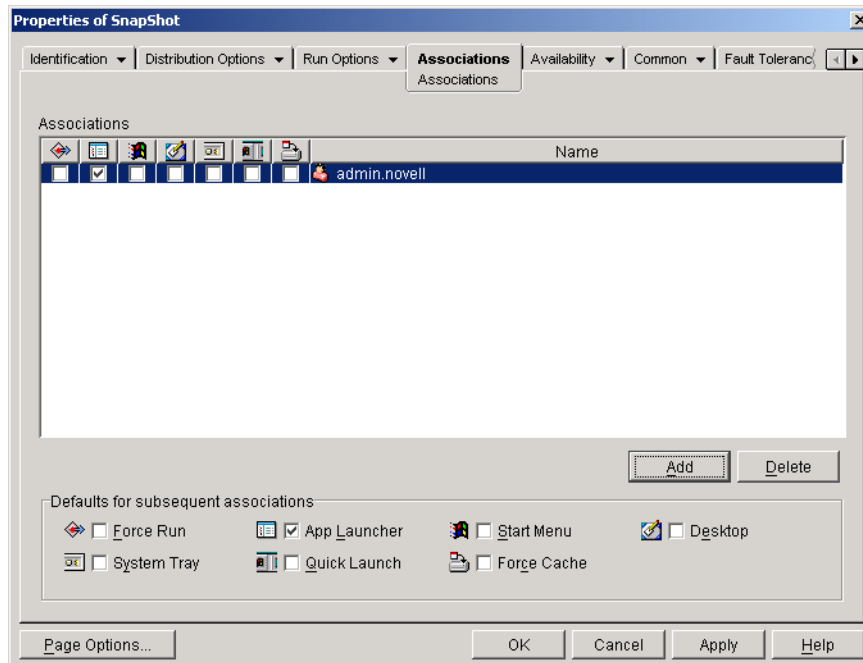 Properties of SnapShot
Identification Distribution Options Run Options Associations Availability Common Fault Toleranc
Associations
Associations
Name
admin.novell
Add Delete
Defaults for subsequent associations
Force Run App Launcher Start Menu Desktop
System Tray Quick Launch Force Cache
Page Options... OK Cancel Apply Help